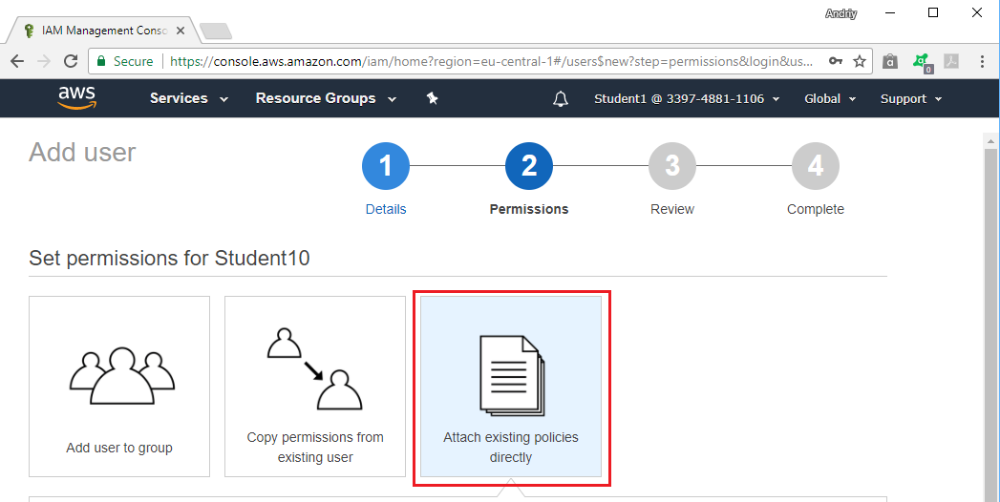 Andriy
IAM Management Conso
Secure https://console.aws.amazon.com/iam/home?region=eu-central-1#/users$new?step=permissions&login&us...
0
aws Services Resource Groups Student1 @ 3397-4881-1106 Global Support
Add user
1 2 3 4
Details Permissions Review Complete
Set permissions for Student10
Add user to group
Copy permissions from
existing user
Attach existing policies
directly